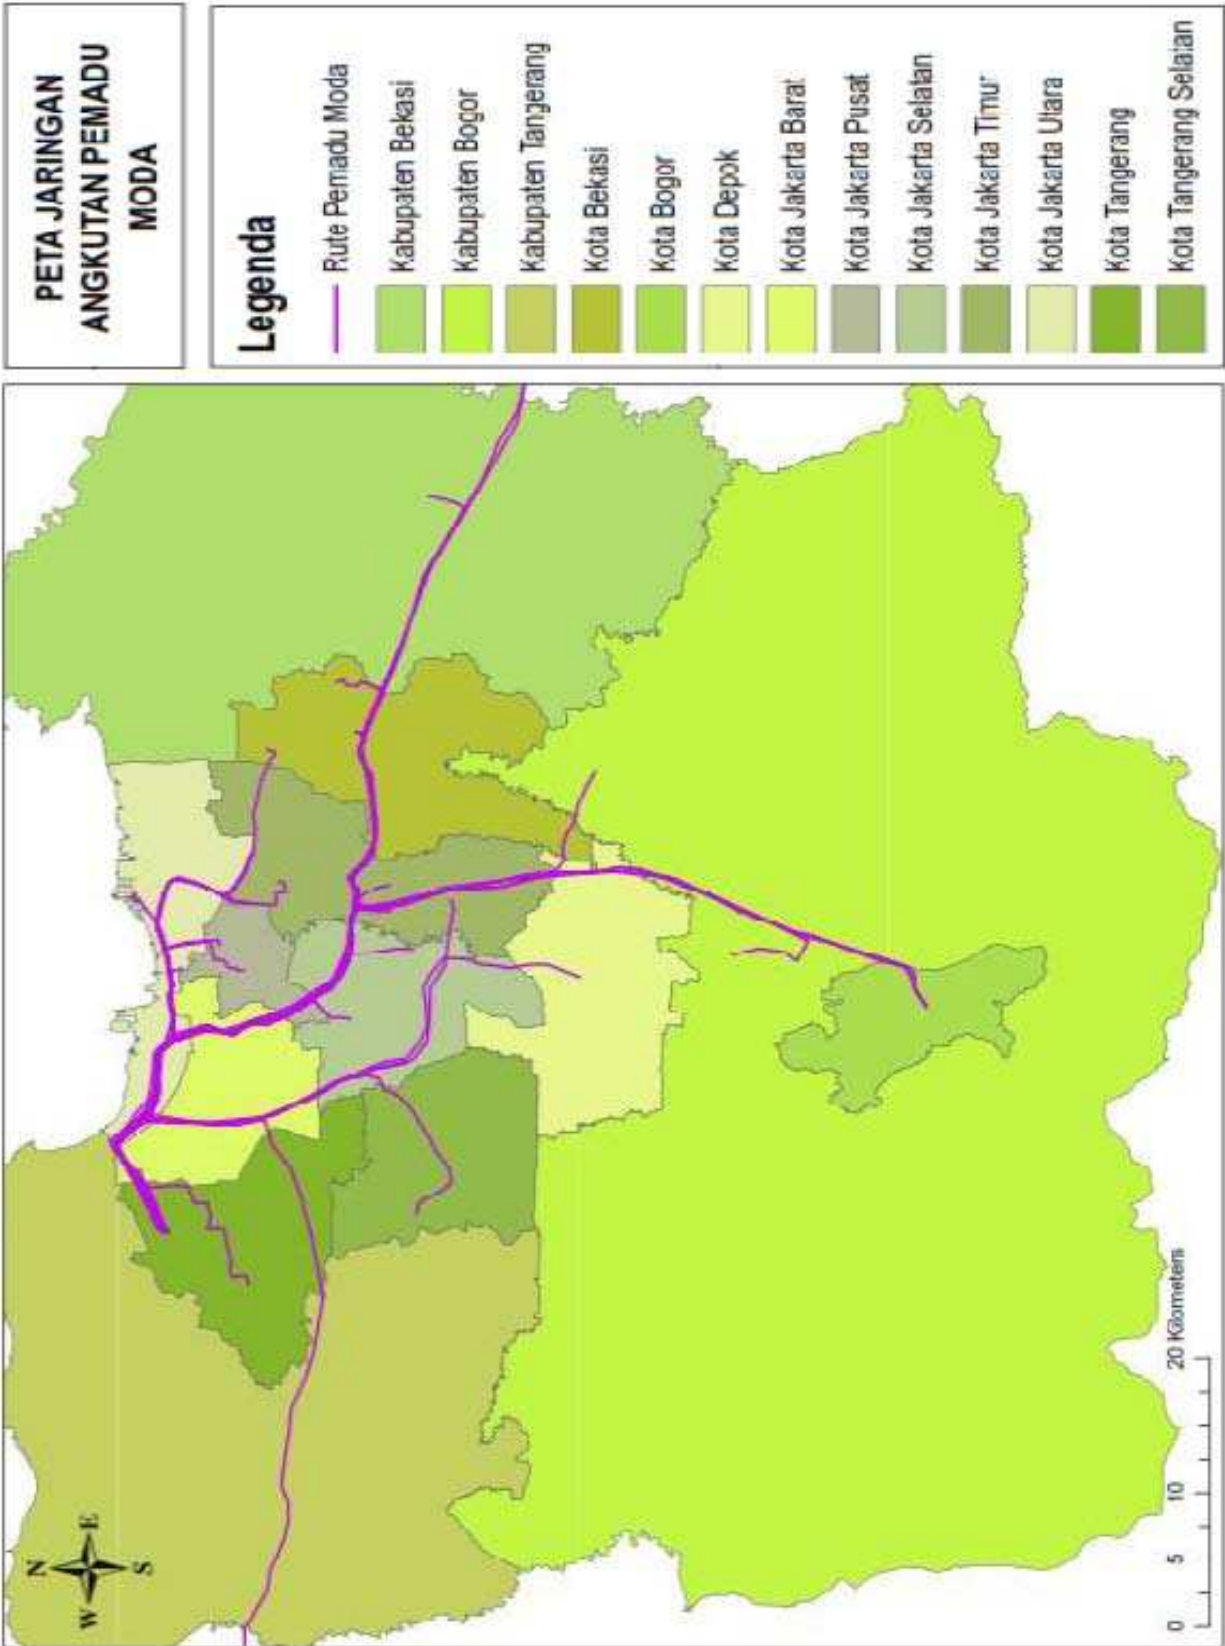 PETA JARINGAN
ANGKUTAN PEMADU
MODA
Legenda
Rute Pemadu Moda
Kabupaten Bekasi
Kabupaten Bogor
Kabupaten Tangerang
Kota Bekasi
Kota Bogor
Kota Depok
Kota Jakarta Barat
Kota Jakarta Pusat
Kota Jakarta Selatan
Kota Jakarta Timur
Kota Jakarta Utara
Kota Tangerang
Kota Tangerang Selatan
N
W E
S
0 5 10 20 Kilometers